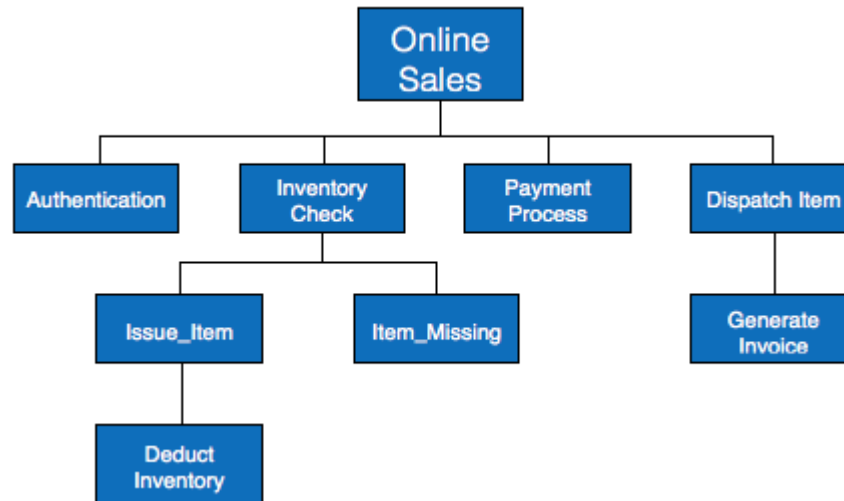 Online
Sales
Authentication
Inventory
Check
Payment
Process
Dispatch Item
Issue_Item
Item_Missing
Generate
Invoice
Deduct
Inventory